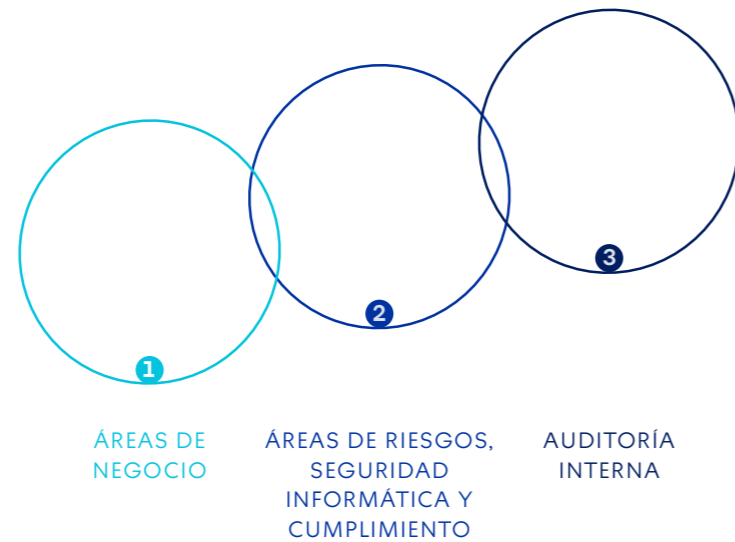 1
2
3
ÁREAS DE
NEGOCIO
ÁREAS DE RIESGOS,
SEGURIDAD
INFORMÁTICA Y
CUMPLIMIENTO
AUDITORÍA
INTERNA